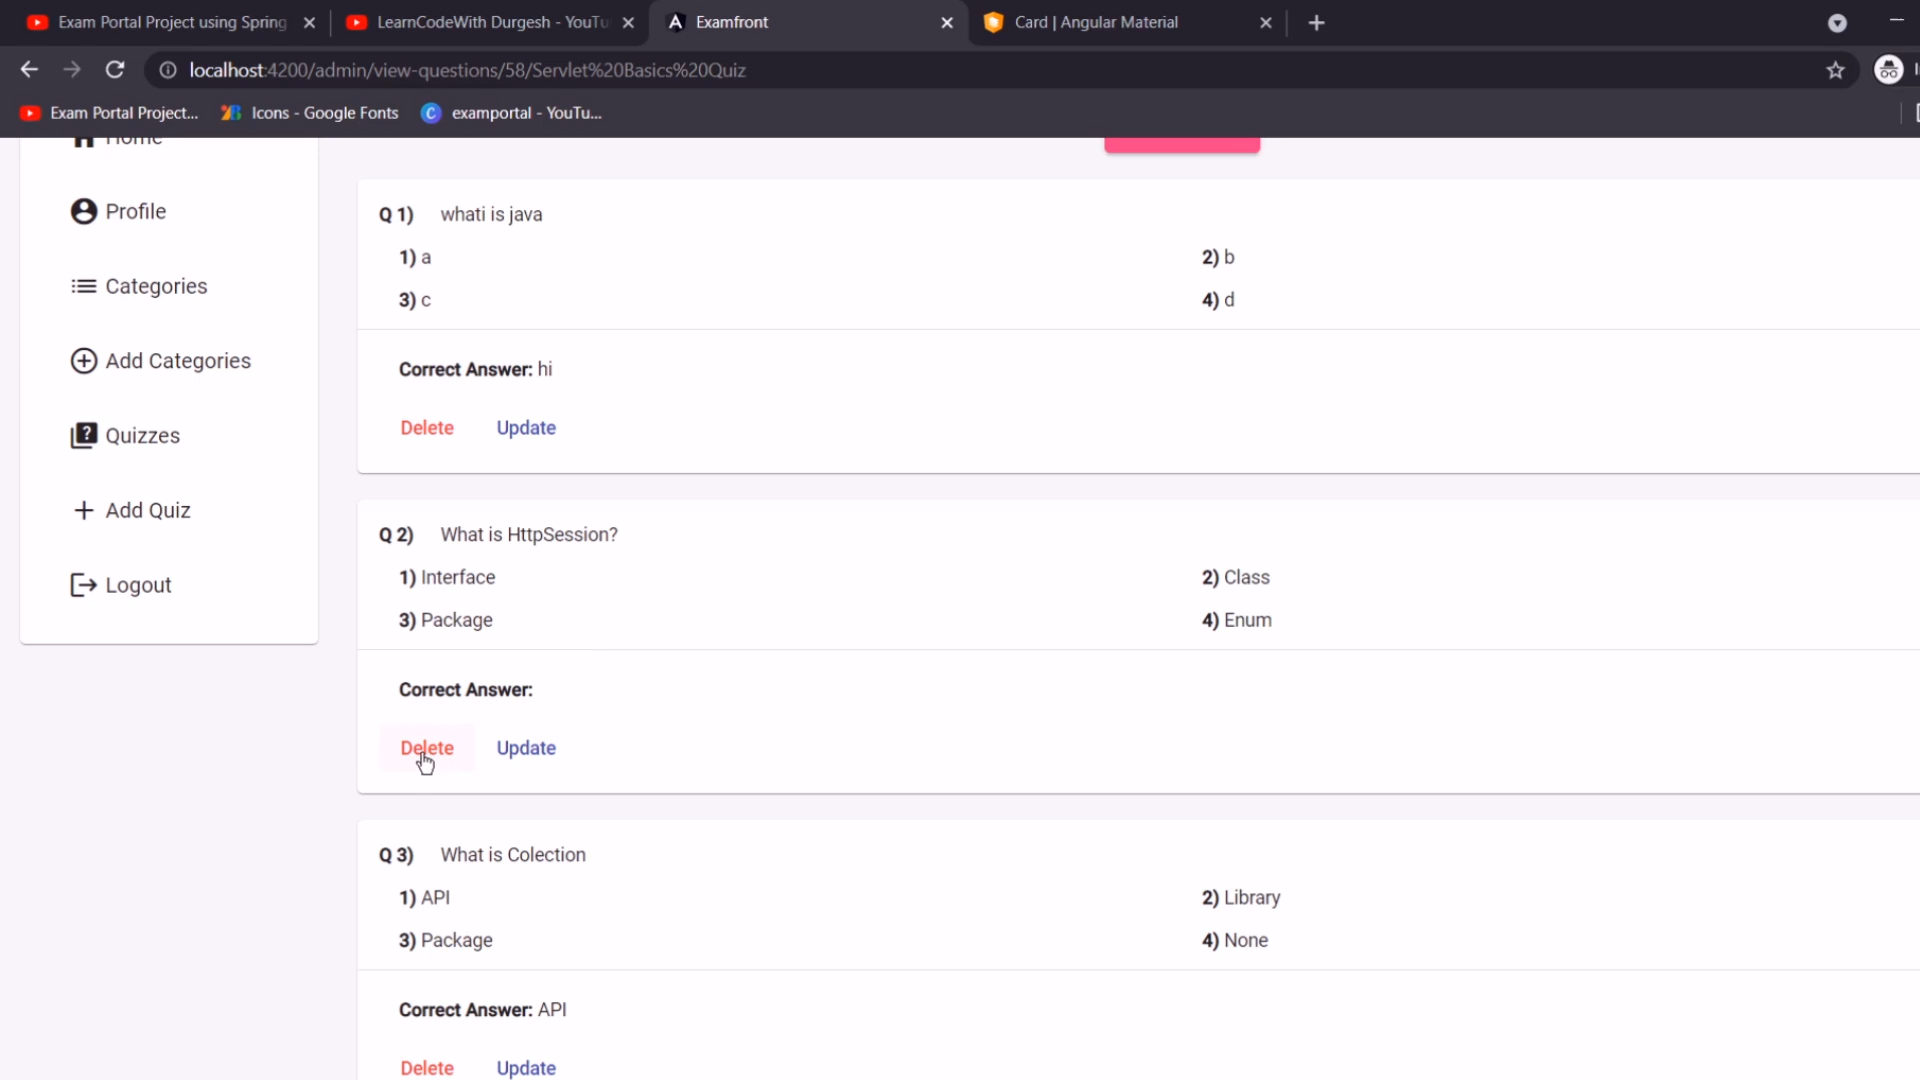 Exam Portal Project using Spring
LearnCodeWith Durgesh - YouTu
Examfront
Card | Angular Material
localhost:4200/admin/view-questions/58/Servlet%20Basics%20Quiz
Exam Portal Project...
Icons - Google Fonts
examportal - YouTu...
Home
Profile
Categories
Add Categories
Quizzes
Add Quiz
Logout
Q 1) whati is java
1) a
2) b
3) c
4) d
Correct Answer: hi
Delete Update
Q 2) What is HttpSession?
1) Interface
2) Class
3) Package
4) Enum
Correct Answer:
Delete Update
Q 3) What is Colection
1) API
2) Library
3) Package
4) None
Correct Answer: API
Delete Update